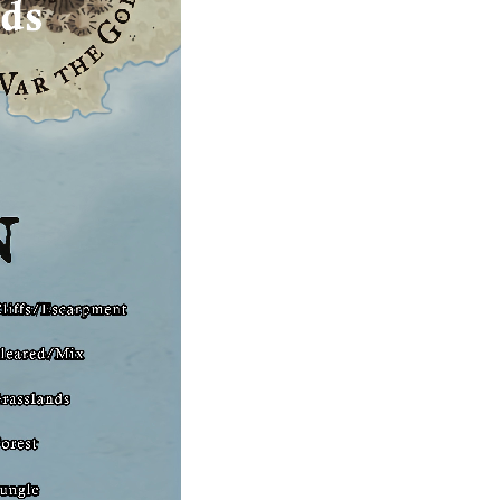 ds
Var the Go
N
liffs/Escarpment
leared/Mix
rasslands
orest
ungle